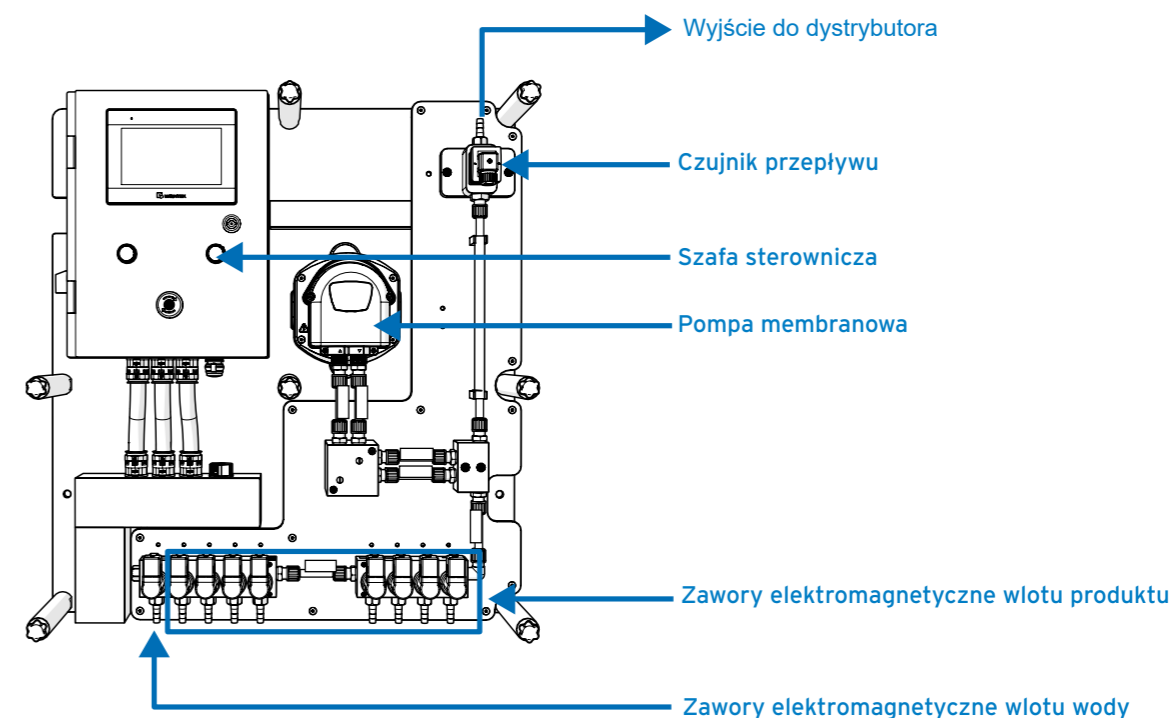 Wyjście do dystrybutora
Czujnik przepływu
Szafa sterownicza
Pompa membranowa
Zawory elektromagnetyczne wlotu produktu
Zawory elektromagnetyczne wlotu wody